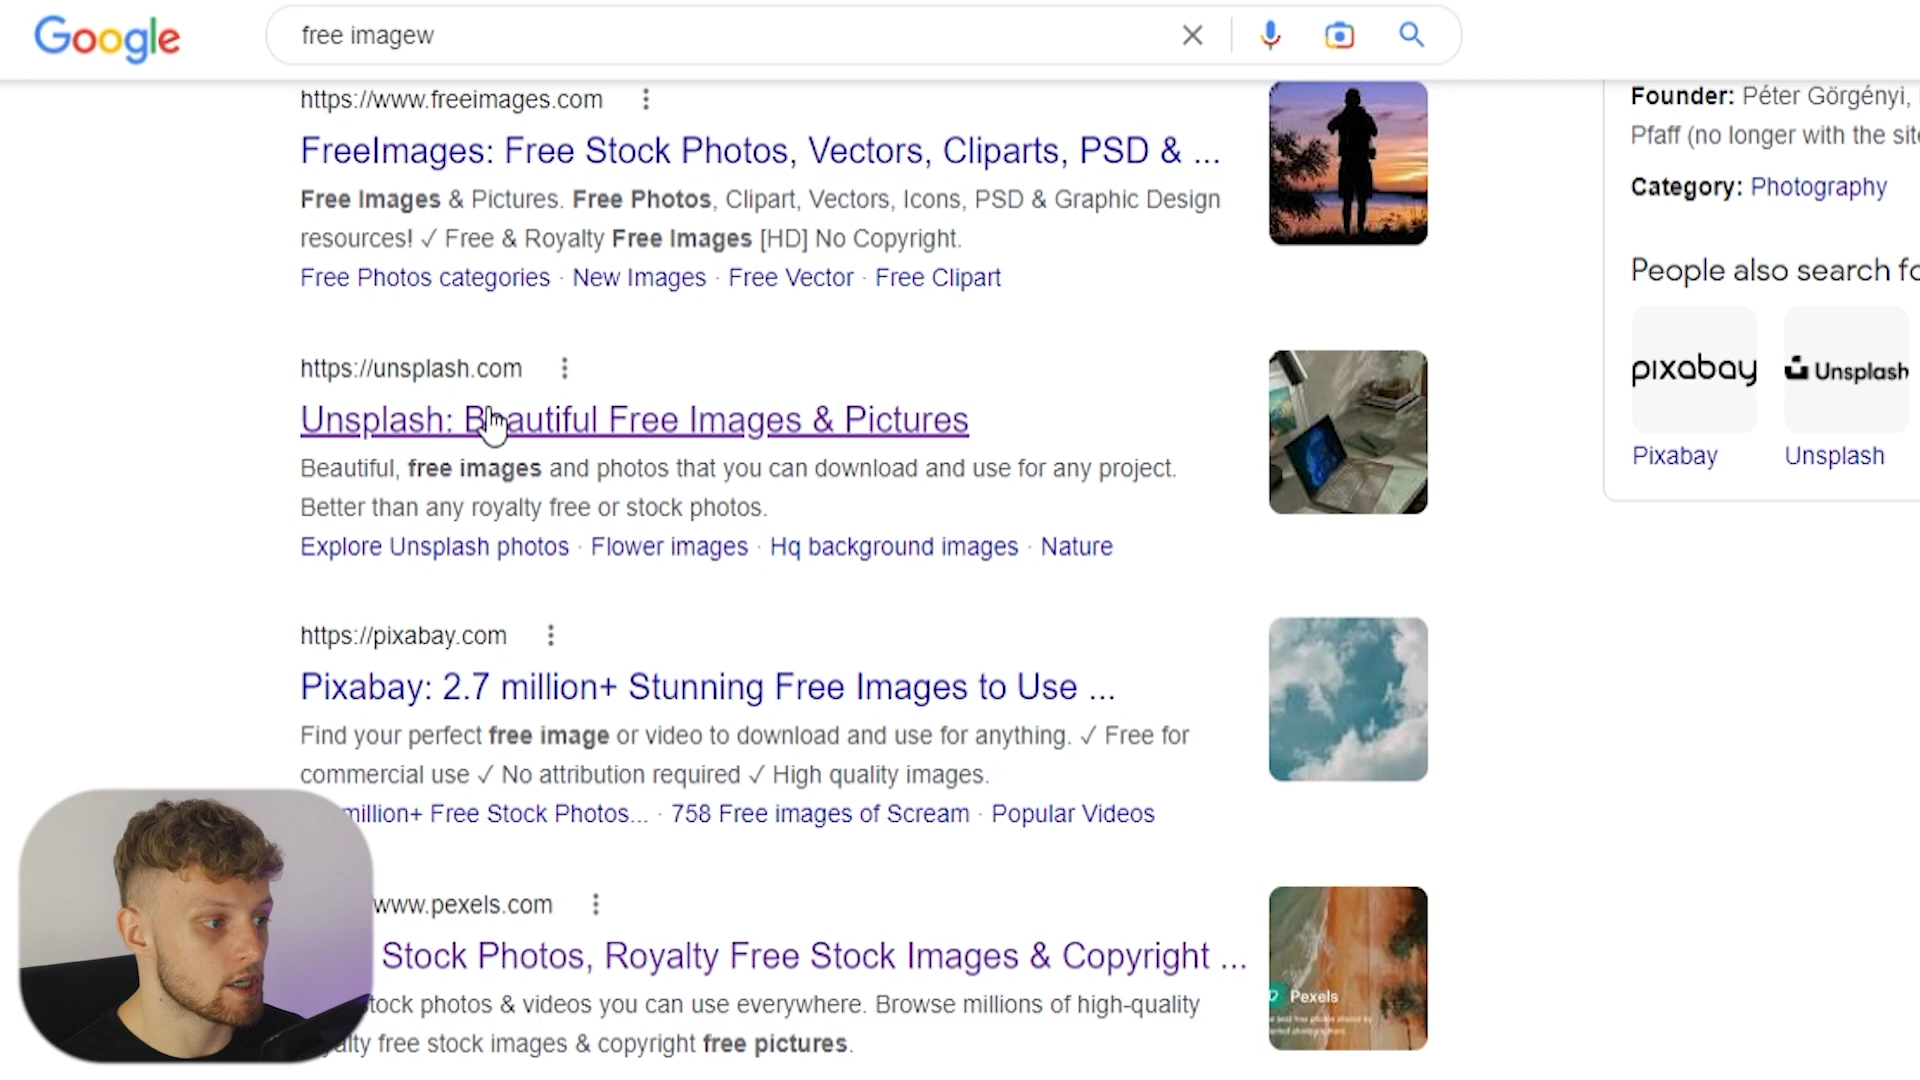 Google
free imagew
https://www.freeimages.com
FreeImages: Free Stock Photos, Vectors, Cliparts, PSD & ...
Free Images & Pictures. Free Photos, Clipart, Vectors, Icons, PSD & Graphic Design
resources! ✓ Free & Royalty Free Images [HD] No Copyright.
Free Photos categories · New Images · Free Vector · Free Clipart
https://unsplash.com
Unsplash: Beautiful Free Images & Pictures
Beautiful, free images and photos that you can download and use for any project.
Better than any royalty free or stock photos.
Explore Unsplash photos · Flower images · Hq background images · Nature
https://pixabay.com
Pixabay: 2.7 million+ Stunning Free Images to Use ...
Find your perfect free image or video to download and use for anything. ✓ Free for
commercial use ✓ No attribution required ✓ High quality images.
million+ Free Stock Photos... · 758 Free images of Scream · Popular Videos
www.pexels.com
Stock Photos, Royalty Free Stock Images & Copyright ...
stock photos & videos you can use everywhere. Browse millions of high-quality
free stock images & copyright free pictures.
Pexels
Founder: Péter Görgényi,
Pfaff (no longer with the site
Category: Photography
People also search fo
pixabay
Unsplash
Pixabay
Unsplash